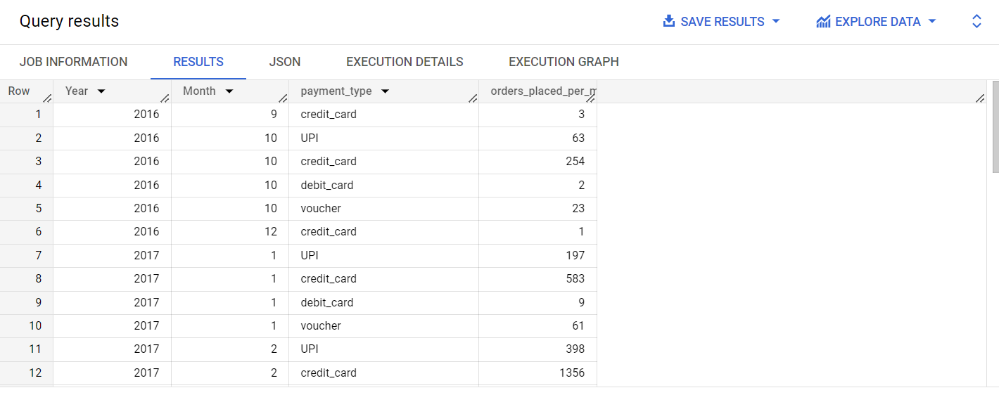 Query results SAVE RESULTS EXPLORE DATA
JOB INFORMATION RESULTS JSON EXECUTION DETAILS EXECUTION GRAPH
Row Year Month payment_type orders_placed_per_m
1 2016 9 credit_card 3
2 2016 10 UPI 63
3 2016 10 credit_card 254
4 2016 10 debit_card 2
5 2016 10 voucher 23
6 2016 12 credit_card 1
7 2017 1 UPI 197
8 2017 1 credit_card 583
9 2017 1 debit_card 9
10 2017 1 voucher 61
11 2017 2 UPI 398
12 2017 2 credit_card 1356